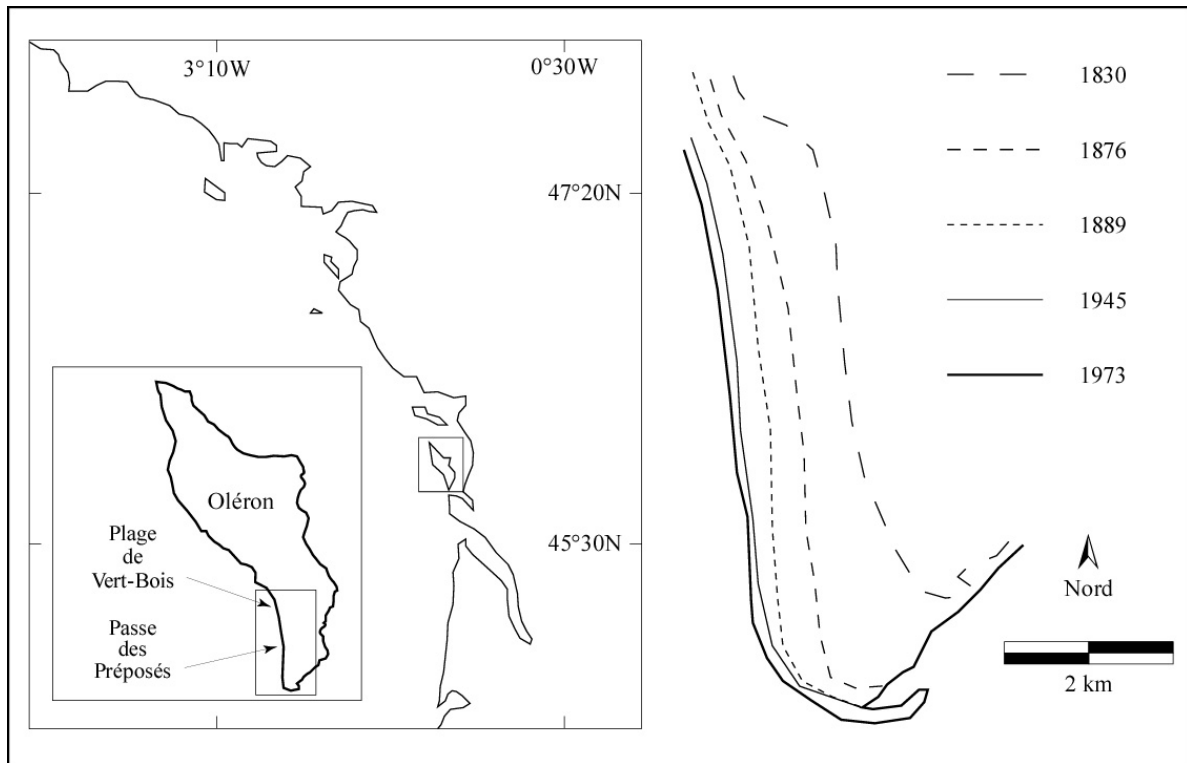 3°10W
0°30W
47°20N
45°30N
Oléron
Plage
de
Vert-Bois
Passe
des
Préposés
1830
1876
1889
1945
1973
Nord
2 km